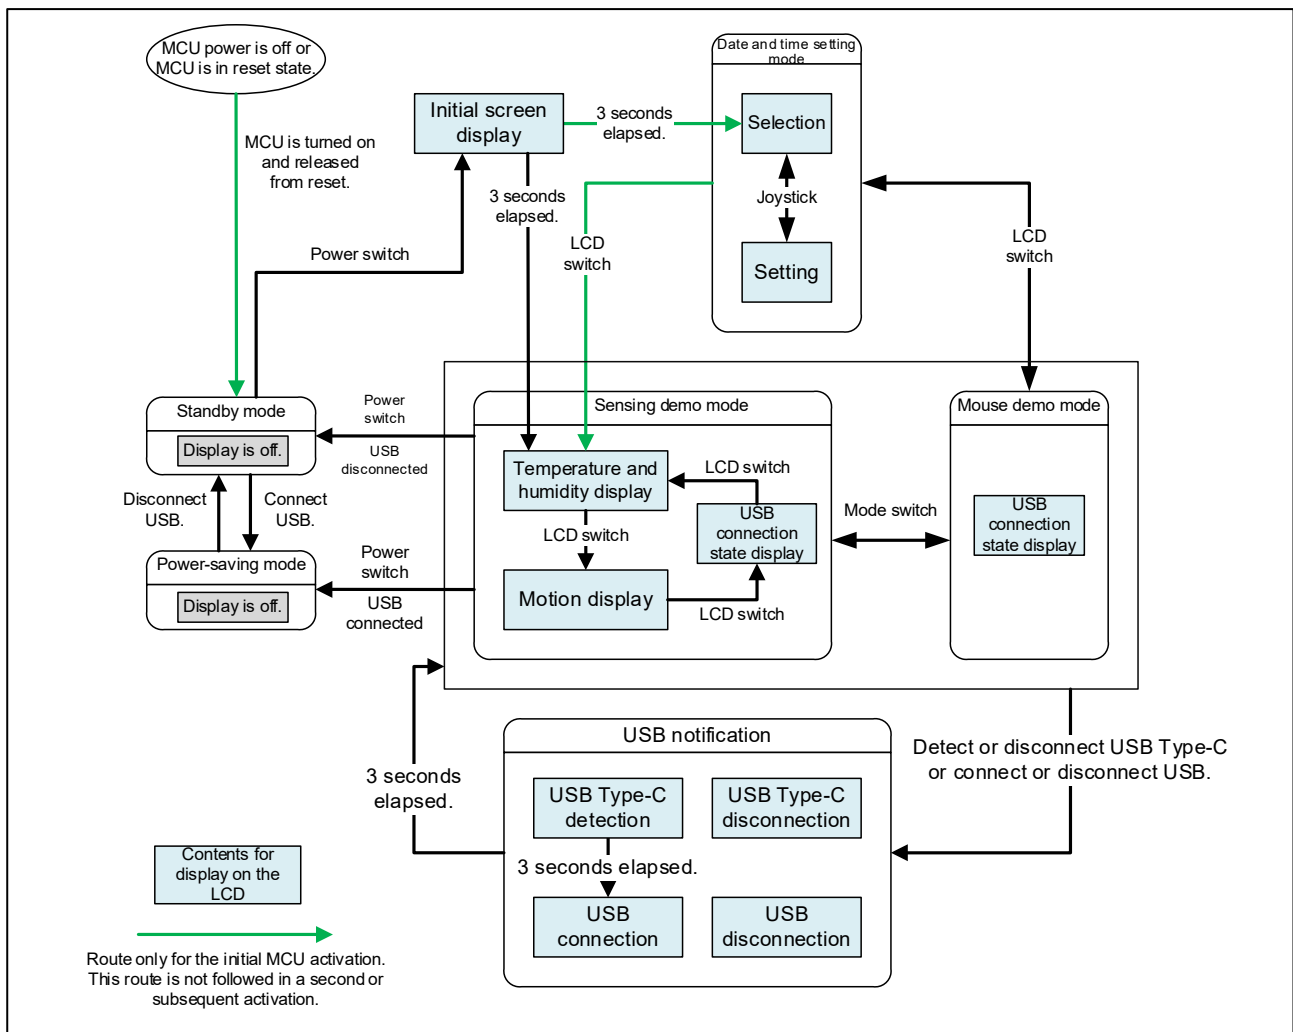 MCU power is off or
MCU is in reset state.
MCU is turned on
and released
from reset.
Initial screen
display
3 seconds
elapsed.
Date and time setting
mode
Selection
Joystick
Setting
3 seconds
elapsed.
LCD
switch
LCD
switch
Power switch
Standby mode
Display is off.
Power
switch
USB
disconnected
Disconnect
USB.
Connect
USB.
Power-saving mode
Display is off.
Power
switch
USB
connected
Sensing demo mode
Temperature and
humidity display
LCD switch
LCD switch
USB
connection
state display
Motion display
LCD switch
Mode switch
Mouse demo mode
USB
connection
state display
3 seconds
elapsed.
USB notification
USB Type-C
detection
USB Type-C
disconnection
3 seconds elapsed.
USB
connection
USB
disconnection
Detect or disconnect USB Type-C
or connect or disconnect USB.
Contents for
display on the
LCD
Route only for the initial MCU activation.
This route is not followed in a second or
subsequent activation.